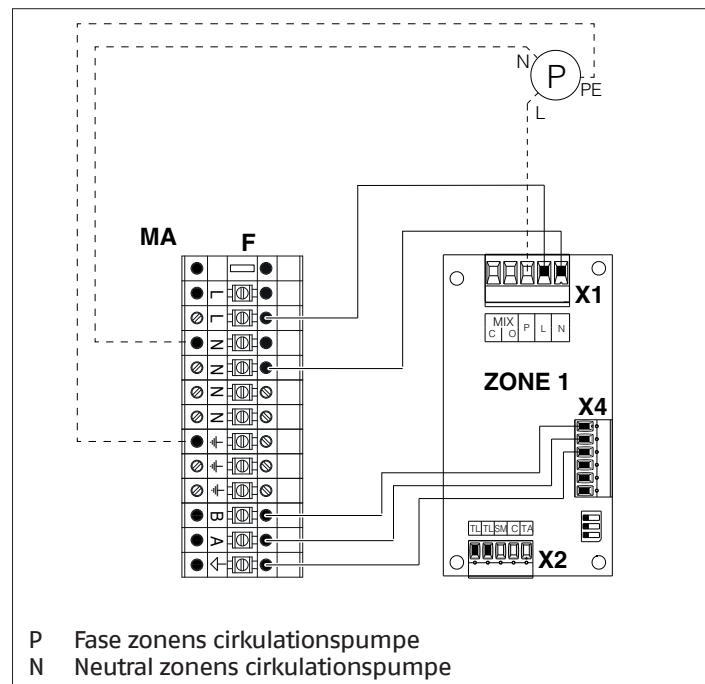 N
P
PE
L
MA
F
L
L
N
N
N
N
B
A
X1
MIX
C O P L N
ZONE 1
X4
TL TL SM C TA
X2
P Fase zonens cirkulationspumpe
N Neutral zonens cirkulationspumpe